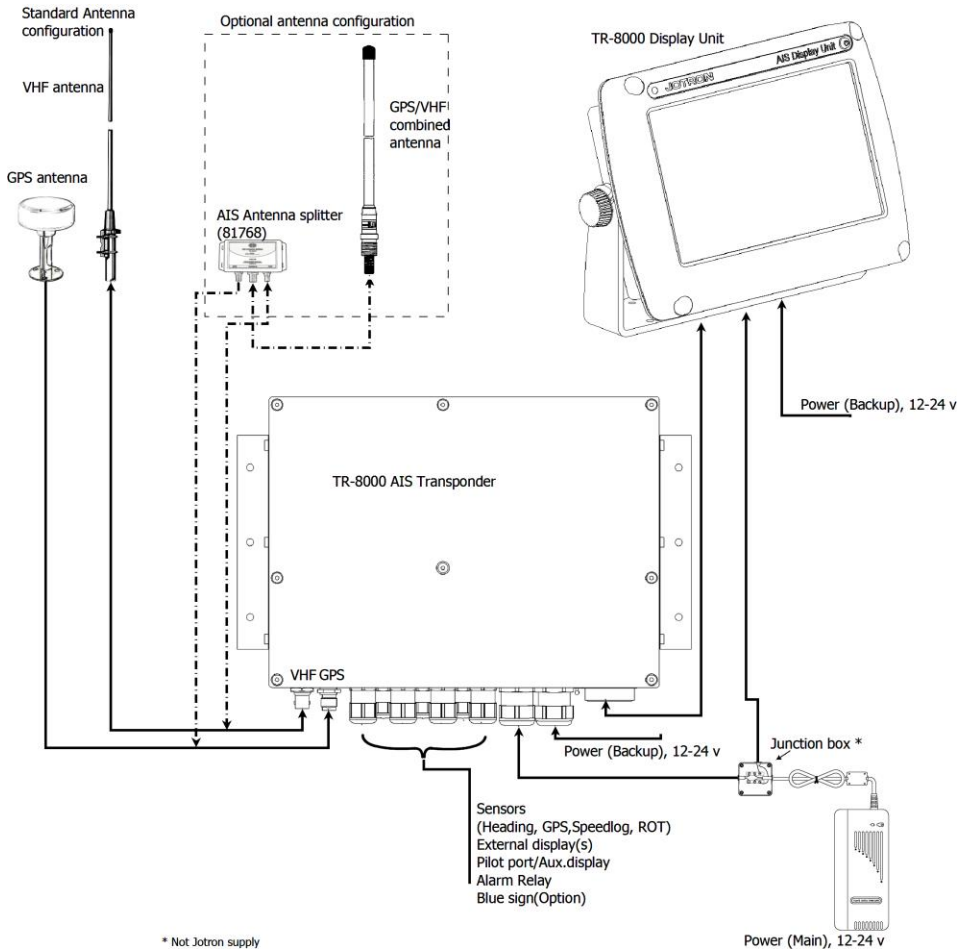 Standard Antenna
configuration
VHF antenna
GPS antenna
Optional antenna configuration
GPS/VHF
combined
antenna
AIS Antenna splitter
(81768)
TR-8000 Display Unit
JOTRON
AIS Display Unit
Power (Backup), 12-24 v
TR-8000 AIS Transponder
VHF GPS
Power (Backup), 12-24 v
Junction box *
Sensors
(Heading, GPS,Speedlog, ROT)
External display(s)
Pilot port/Aux.display
Alarm Relay
Blue sign(Option)
Power (Main), 12-24 v
* Not Jotron supply